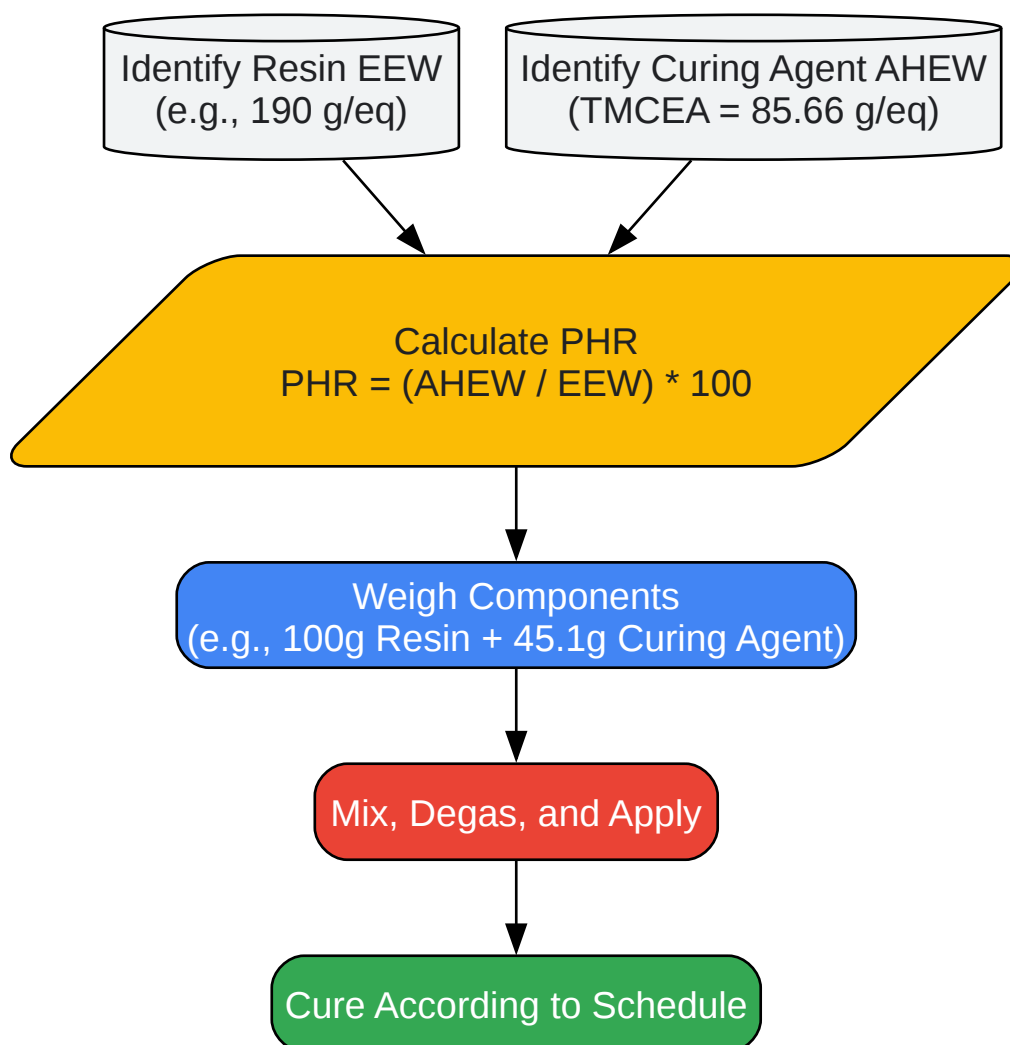 Identify Resin EEW
(e.g., 190 g/eq)
Identify Curing Agent AHEW
(TMCEA = 85.66 g/eq)
Calculate PHR
PHR = (AHEW / EEW) * 100
Weigh Components
(e.g., 100g Resin + 45.1g Curing Agent)
Mix, Degas, and Apply
Cure According to Schedule